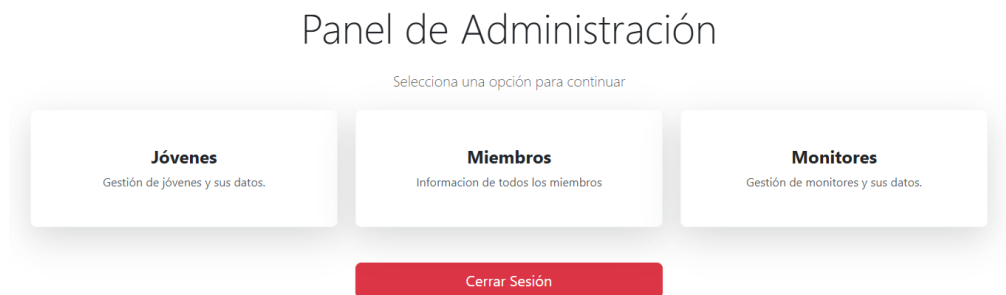 Panel de Administración
Selecciona una opción para continuar
Jóvenes
Gestión de jóvenes y sus datos.
Miembros
Informacion de todos los miembros
Monitores
Gestión de monitores y sus datos.
Cerrar Sesión